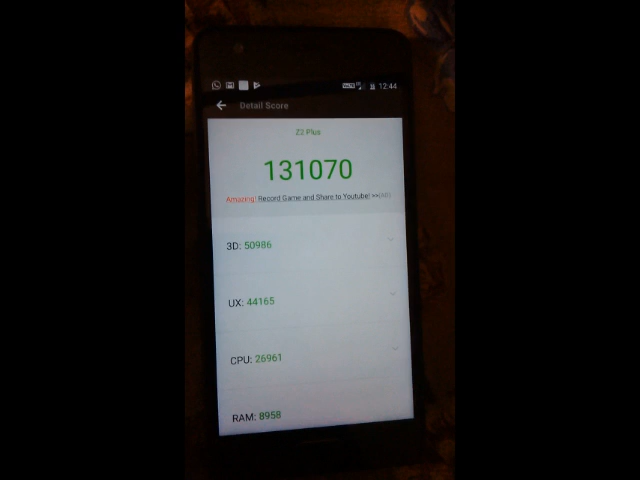 12:44
Detail Score
Z2 Plus
131070
Amazing! Record Game and Share to Youtube! >>(AD)
3D: 50986
UX: 44165
CPU: 26961
RAM: 8958